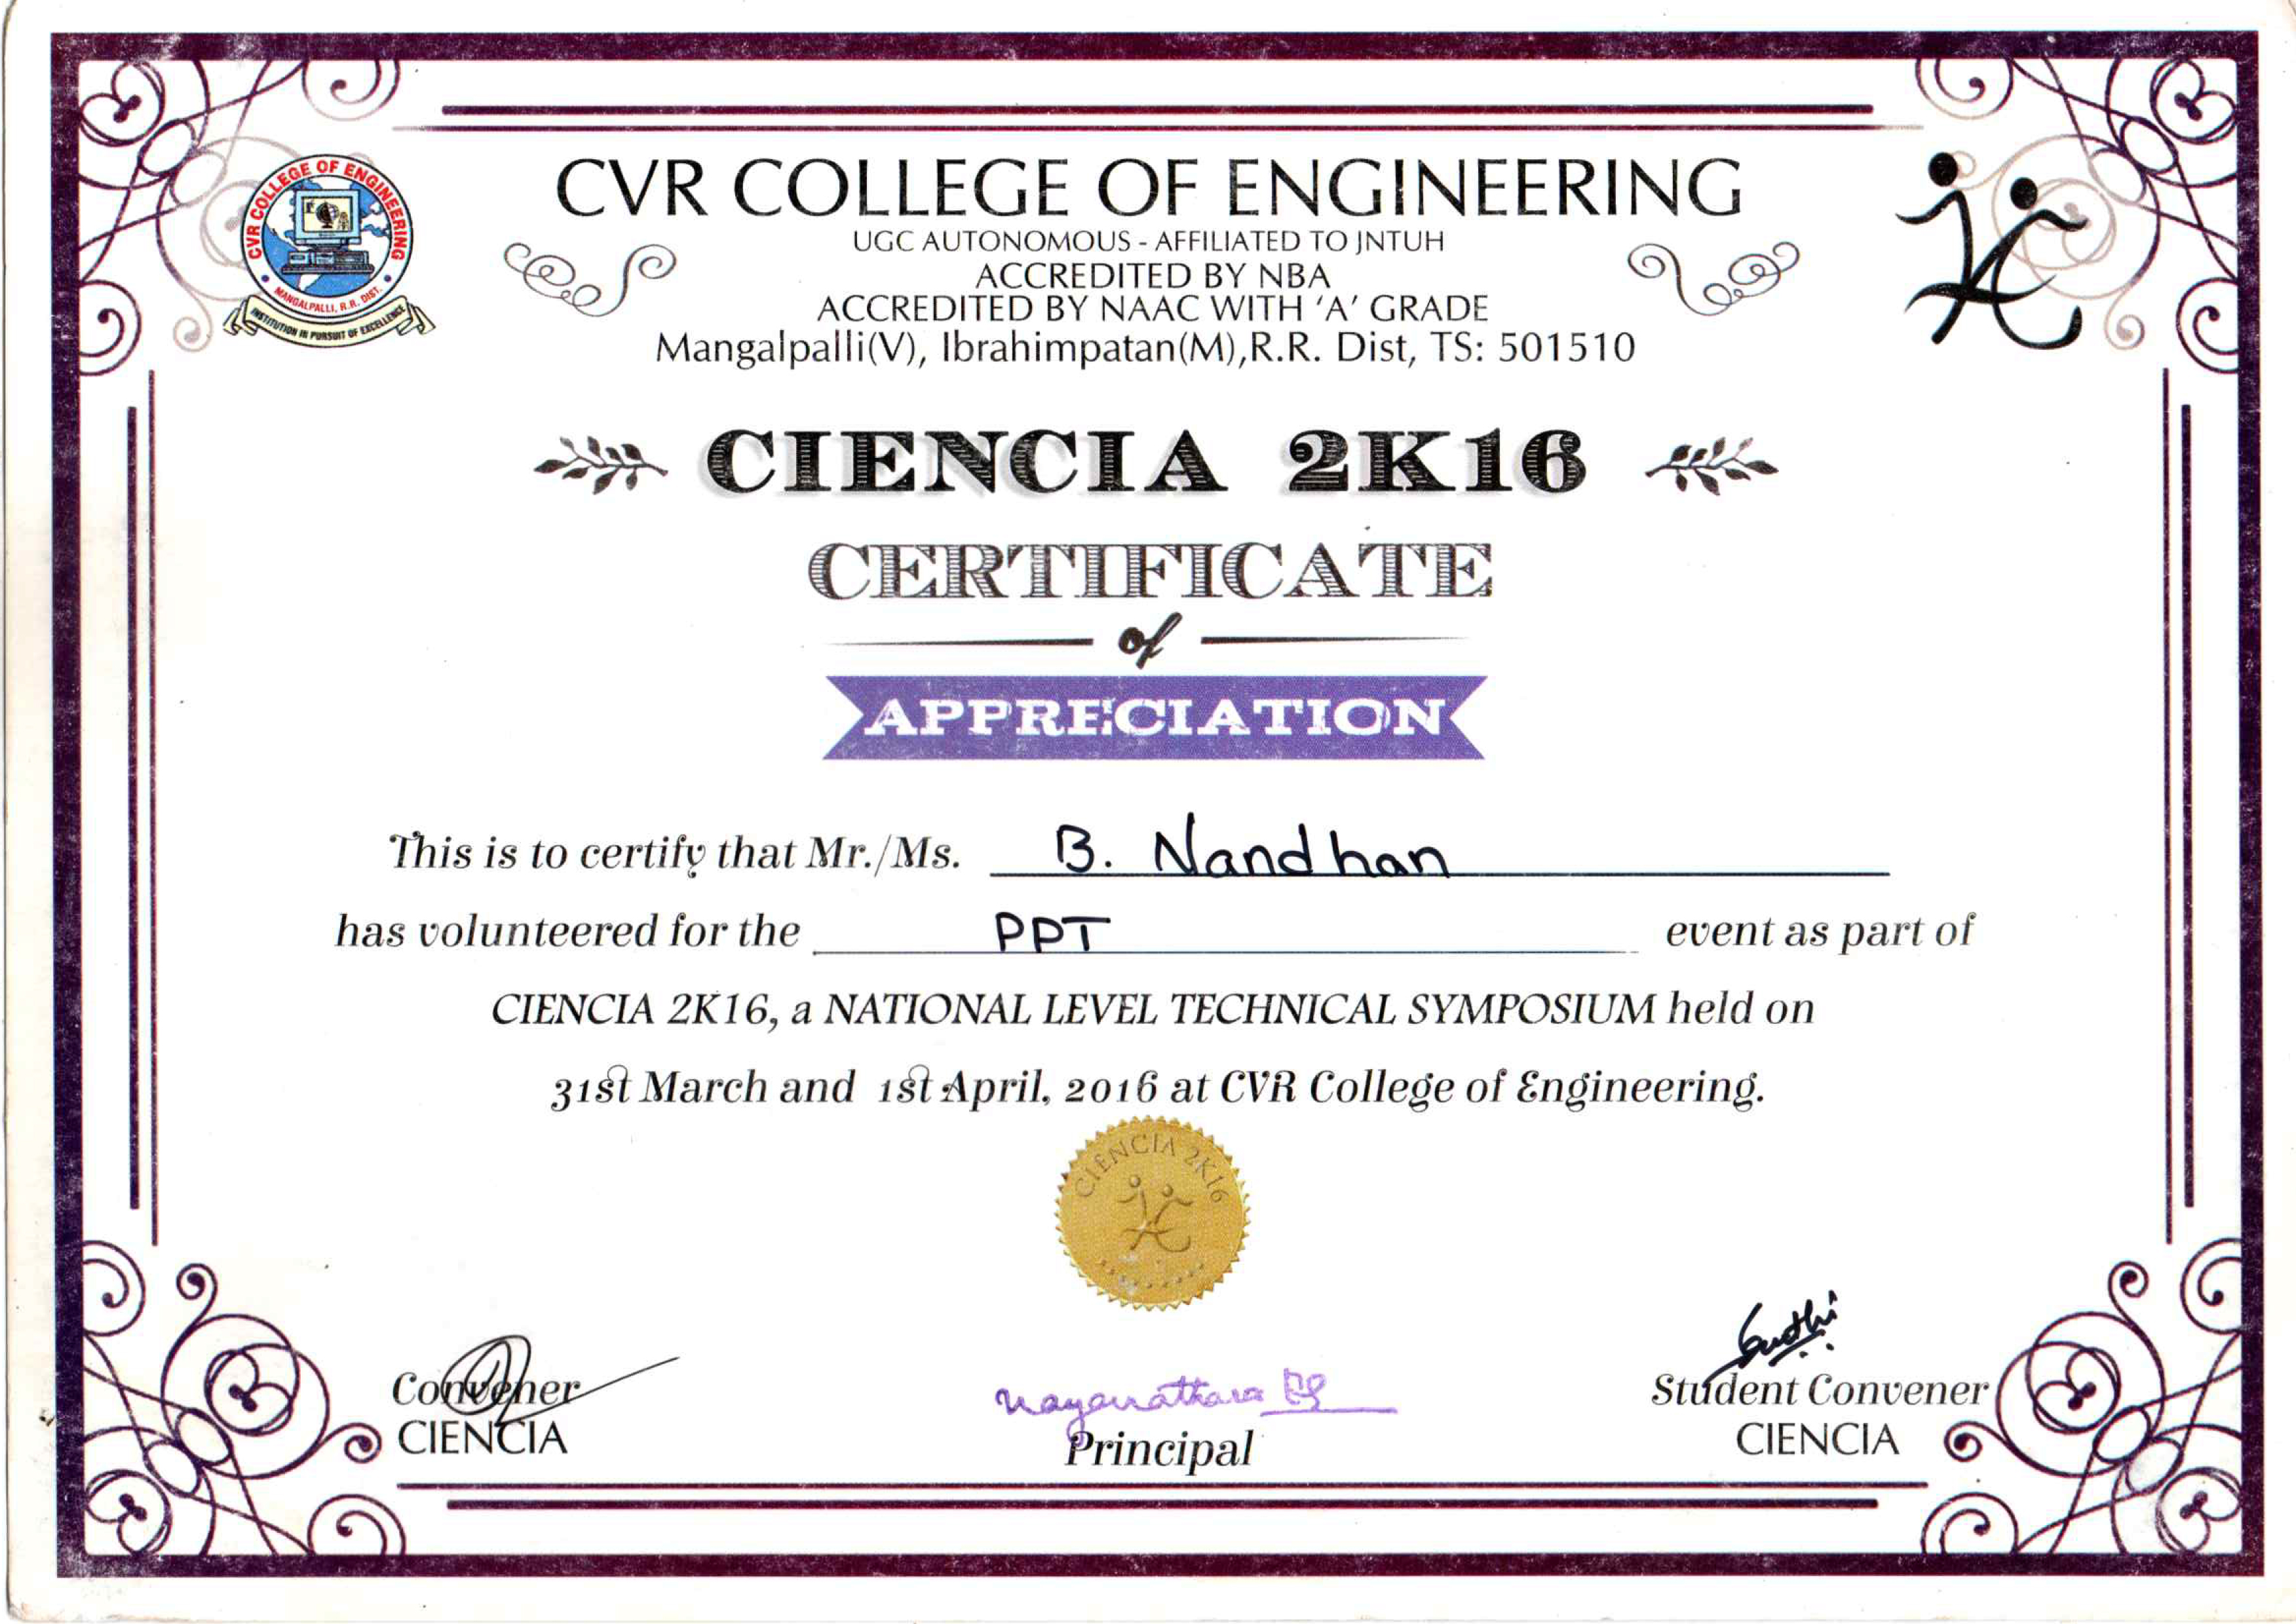 CVR COLLEGE OF ENGINEERING
MANGALPALLI, R.R. DIST.
INSTITUTION IN PURSUIT OF EXCELLENCE
CVR COLLEGE OF ENGINEERING
UGC AUTONOMOUS - AFFILIATED TO JNTUH
ACCREDITED BY NBA
ACCREDITED BY NAAC WITH ‘A’ GRADE
Mangalpalli(V), Ibrahimpatan(M),R.R. Dist, TS: 501510
CIENCIA 2K16
CERTIFICATE
of
APPRECIATION
This is to certify that Mr./Ms. B. Nandhan
has volunteered for the PPT event as part of
CIENCIA 2K16, a NATIONAL LEVEL TECHNICAL SYMPOSIUM held on
31st March and 1st April, 2016 at CVR College of Engineering.
CIENCIA 2K16
Convener
CIENCIA
Nayanathara
Principal
Sudhi
Student Convener
CIENCIA